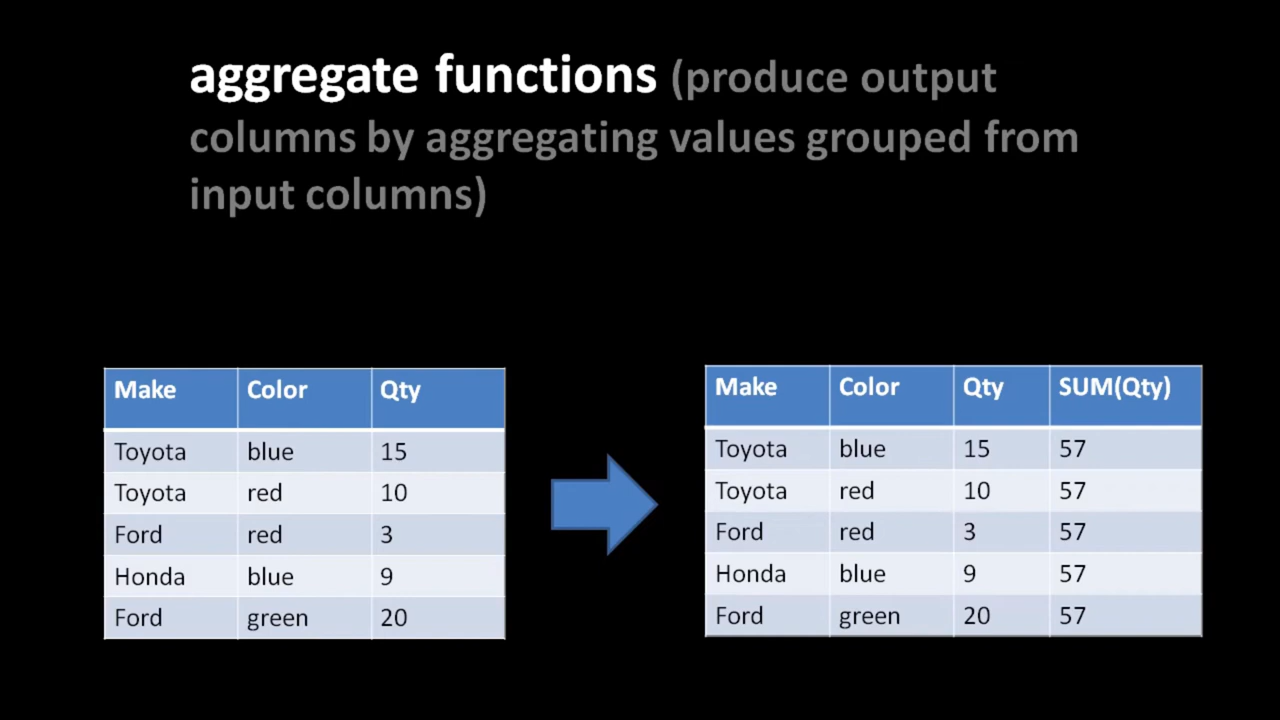 aggregate functions (produce output
columns by aggregating values grouped from
input columns)
Make Color Qty
Toyota blue 15
Toyota red 10
Ford red 3
Honda blue 9
Ford green 20
Make Color Qty SUM(Qty)
Toyota blue 15 57
Toyota red 10 57
Ford red 3 57
Honda blue 9 57
Ford green 20 57